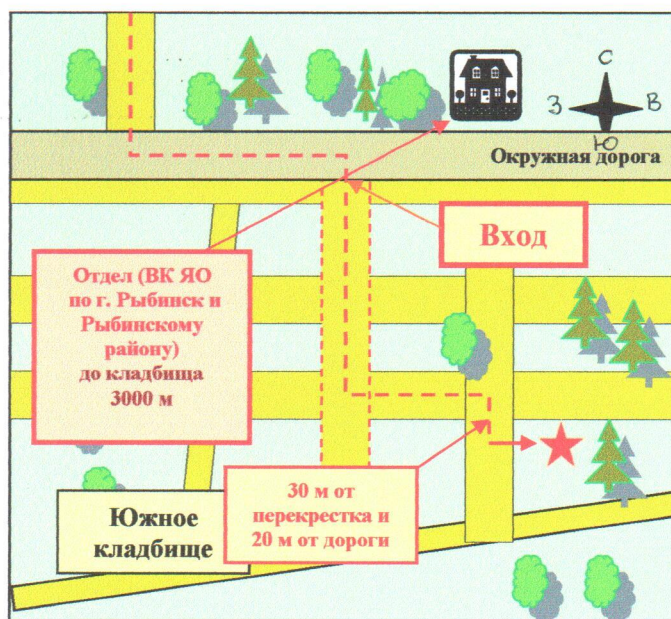 С
З
В
Ю
Окружная дорога
Вход
Отдел (ВК ЯО
по г. Рыбинск и
Рыбинскому
району)
до кладбища
3000 м
30 м от
перекрестка и
20 м от дороги
Южное
кладбище